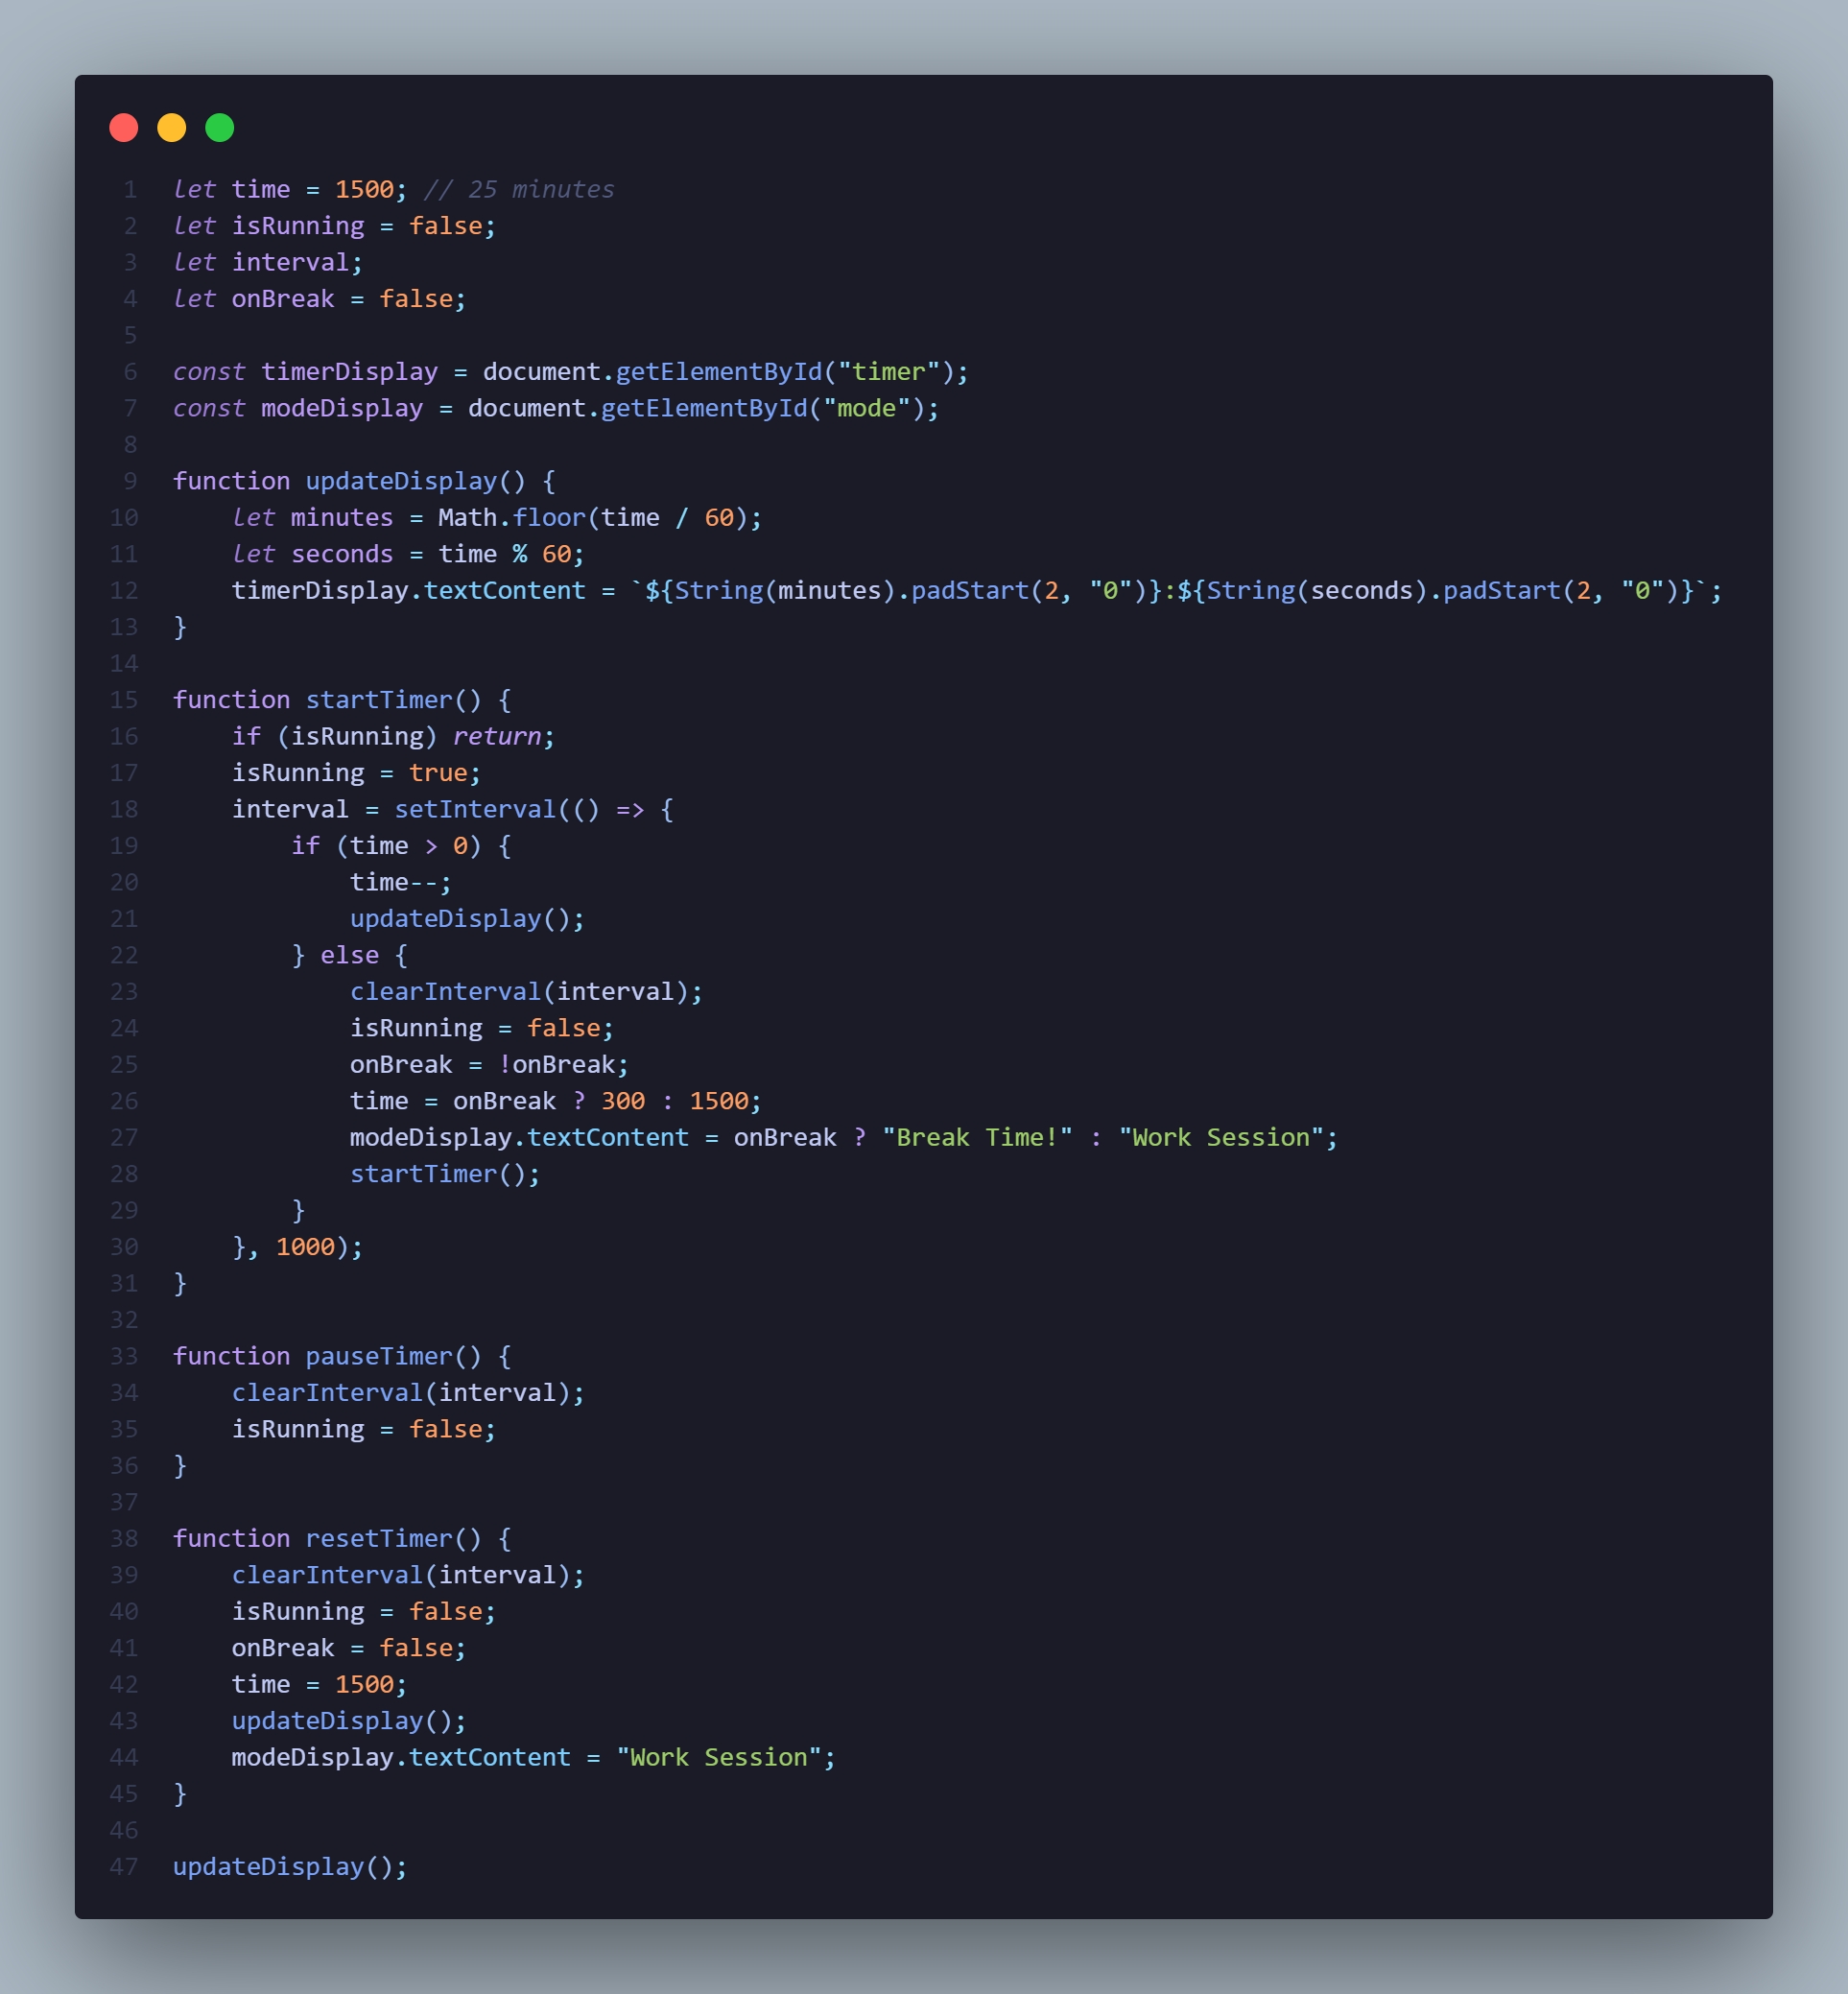 1 let time = 1500; // 25 minutes
2 let isRunning = false;
3 let interval;
4 let onBreak = false;
5
6 const timerDisplay = document.getElementById("timer");
7 const modeDisplay = document.getElementById("mode");
8
9 function updateDisplay() {
10     let minutes = Math.floor(time / 60);
11     let seconds = time % 60;
12     timerDisplay.textContent = `${String(minutes).padStart(2, "0")}:${String(seconds).padStart(2, "0")}`;
13 }
14
15 function startTimer() {
16     if (isRunning) return;
17     isRunning = true;
18     interval = setInterval(() => {
19         if (time > 0) {
20             time--;
21             updateDisplay();
22         } else {
23             clearInterval(interval);
24             isRunning = false;
25             onBreak = !onBreak;
26             time = onBreak ? 300 : 1500;
27             modeDisplay.textContent = onBreak ? "Break Time!" : "Work Session";
28             startTimer();
29         }
30     }, 1000);
31 }
32
33 function pauseTimer() {
34     clearInterval(interval);
35     isRunning = false;
36 }
37
38 function resetTimer() {
39     clearInterval(interval);
40     isRunning = false;
41     onBreak = false;
42     time = 1500;
43     updateDisplay();
44     modeDisplay.textContent = "Work Session";
45 }
46
47 updateDisplay();